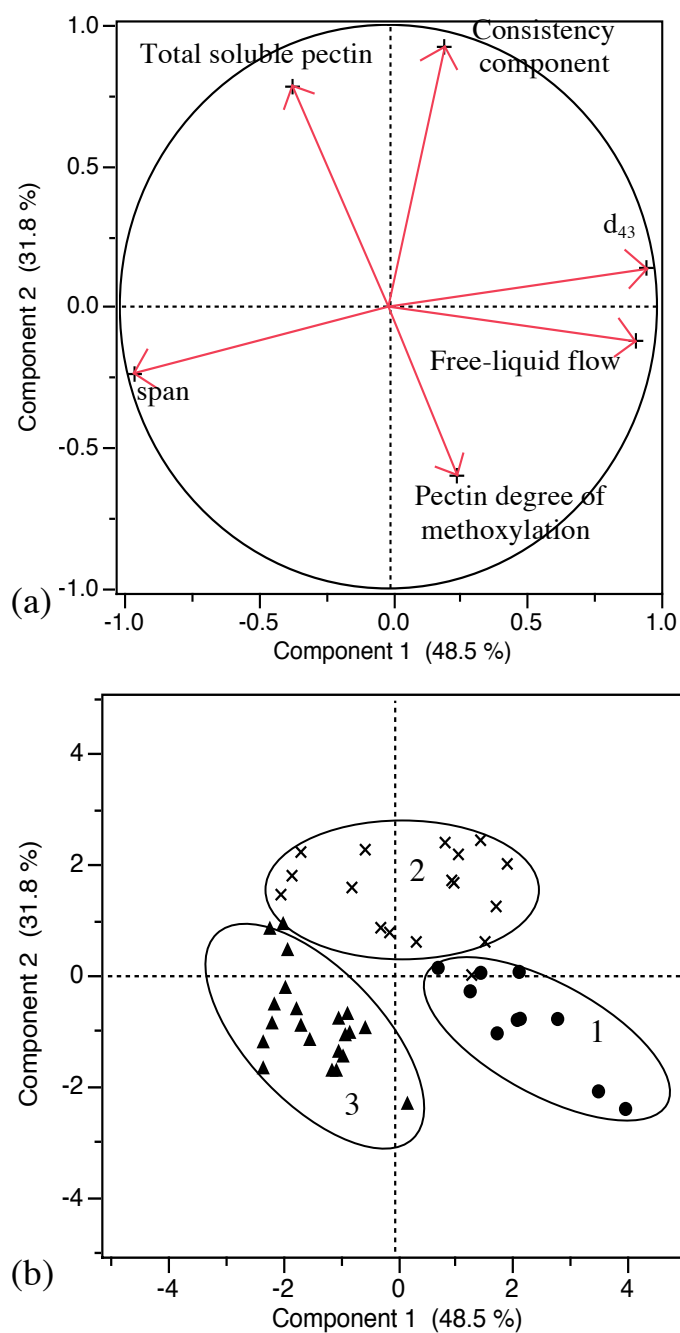 1.0
Total soluble pectin
Consistency
component
0.5
d₄₃
0.0
Free-liquid flow
span
-0.5
Pectin degree of
methoxylation
-1.0
Component 2 (31.8 %)
(a)
-1.0
-0.5
0.0
0.5
1.0
Component 1 (48.5 %)
4
2
2
0
1
-2
3
-4
Component 2 (31.8 %)
(b)
-4
-2
0
2
4
Component 1 (48.5 %)